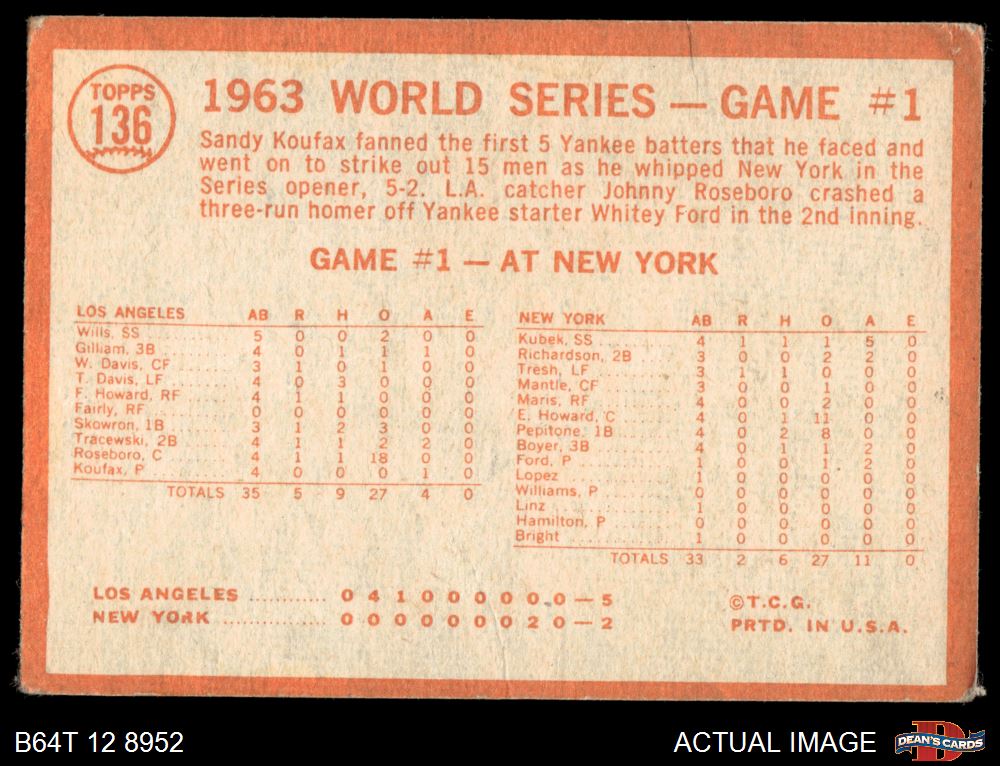 TOPPS
136
1963 WORLD SERIES — GAME #1
Sandy Koufax fanned the first 5 Yankee batters that he faced and
went on to strike out 15 men as he whipped New York in the
Series opener, 5-2. L.A. catcher Johnny Roseboro crashed a
three-run homer off Yankee starter Whitey Ford in the 2nd inning.
GAME #1 — AT NEW YORK
LOS ANGELES AB R H O A E
Wills, SS 5 0 0 2 0 0
Gilliam, 3B 4 0 1 1 1 0
W. Davis, CF 3 1 0 1 0 0
T. Davis, LF 4 0 3 0 0 0
F. Howard, RF 4 1 1 0 0 0
Fairly, RF 0 0 0 0 0 0
Skowron, 1B 3 1 2 3 0 0
Tracewski, 2B 4 1 1 2 2 0
Roseboro, C 4 1 1 18 0 0
Koufax, P 4 0 0 0 1 0
TOTALS 35 5 9 27 4 0
NEW YORK AB R H O A E
Kubek, SS 4 1 1 1 5 0
Richardson, 2B 3 0 0 2 2 0
Tresh, LF 3 1 1 0 0 0
Mantle, CF 3 0 0 1 0 0
Maris, RF 4 0 0 2 0 0
E. Howard, C 4 0 1 11 0 0
Pepitone, 1B 4 0 2 8 0 0
Boyer, 3B 4 0 1 1 2 0
Ford, P 1 0 0 1 2 0
Lopez 1 0 0 0 0 0
Williams, P 0 0 0 0 0 0
Linz 1 0 0 0 0 0
Hamilton, P 0 0 0 0 0 0
Bright 1 0 0 0 0 0
TOTALS 33 2 6 27 11 0
LOS ANGELES ........... 0 4 1 0 0 0 0 0 0 — 5
NEW YORK .............. 0 0 0 0 0 0 0 2 0 — 2
©T.C.G.
PRTD. IN U.S.A.
B64T 12 8952
ACTUAL IMAGE
DEAN'S CARDS